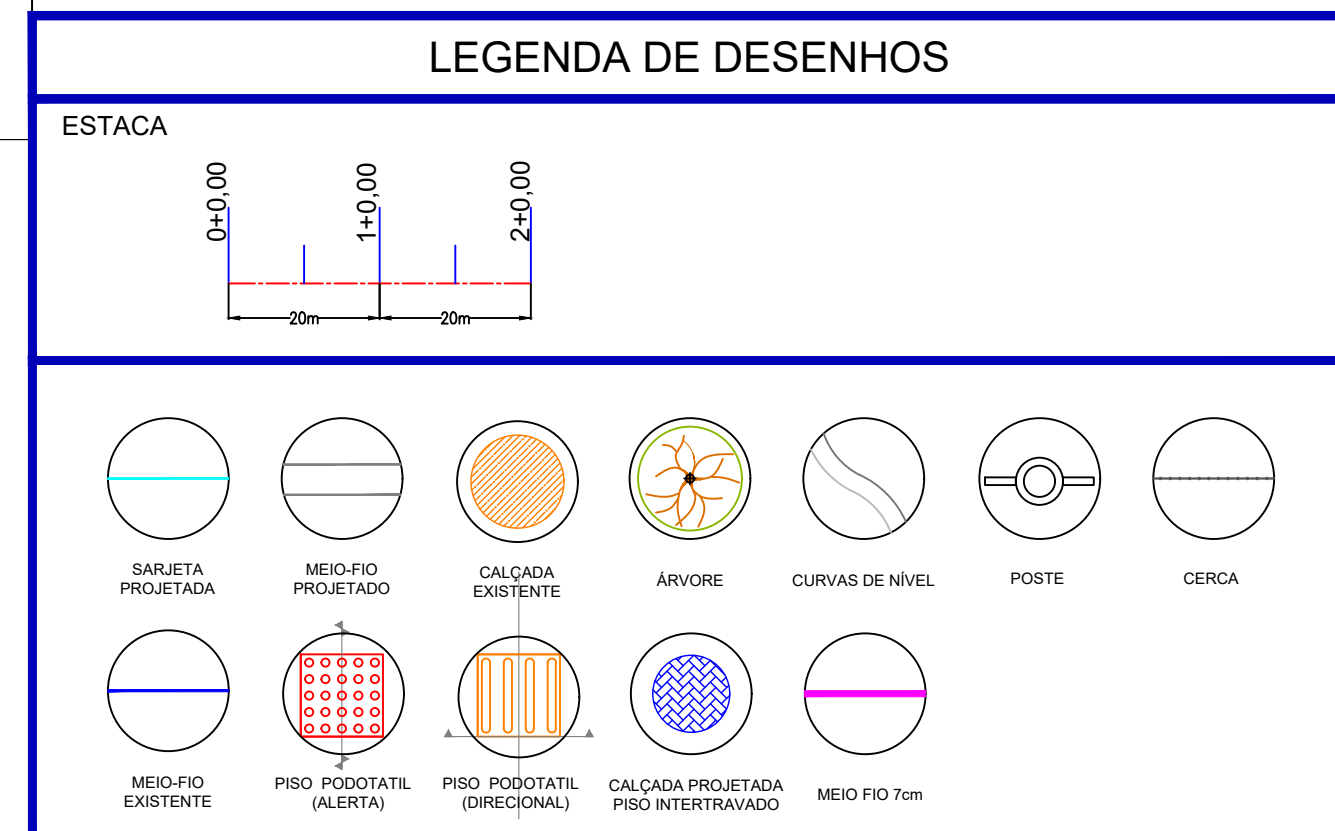 LEGENDA DE DESENHOS
ESTACA
0+0,00
1+0,00
2+0,00
20m
20m
SARJETA
PROJETADA
MEIO-FIO
PROJETADO
CALÇADA
EXISTENTE
ÁRVORE
CURVAS DE NÍVEL
POSTE
CERCA
MEIO-FIO
EXISTENTE
PISO PODOTATIL
(ALERTA)
PISO PODOTATIL
(DIRECIONAL)
CALÇADA PROJETADA
PISO INTERTRAVADO
MEIO FIO 7cm